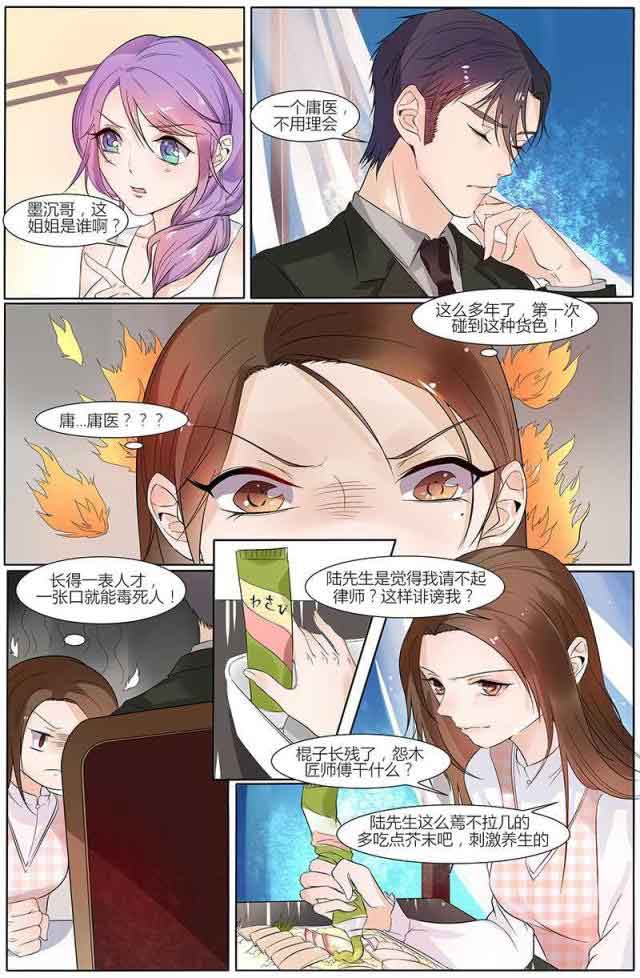 墨沉哥，这
姐姐是谁啊？
一个庸医，
不用理会
这么多年了，第一次
碰到这种货色！！
庸...庸医？？？
长得一表人才，
一张口就能毒死人！
わさび
陆先生是觉得我请不起
律师？这样诽谤我？
棍子长残了，怨木
匠师傅干什么？
陆先生这么蔫不拉几的
多吃点芥末吧，刺激养生的